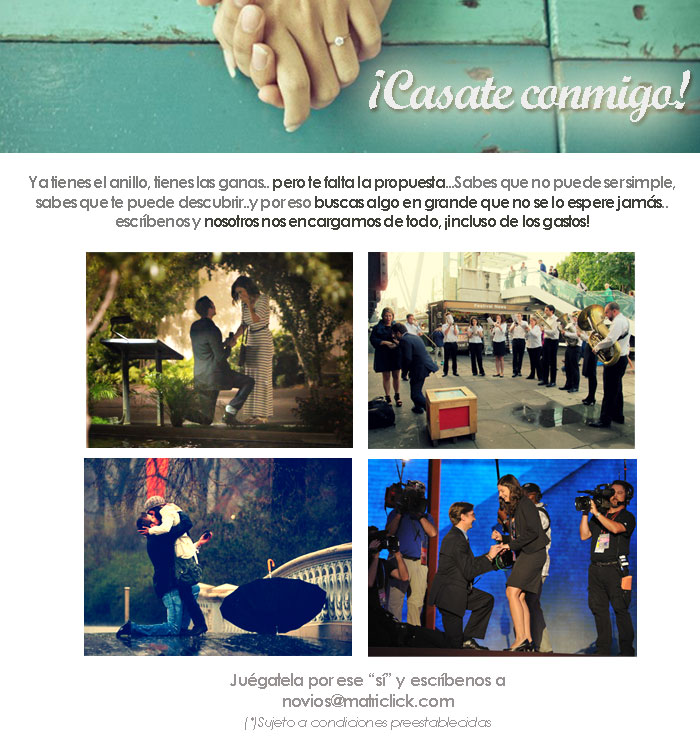 ¡Casate conmigo!
Ya tienes el anillo, tienes las ganas.. pero te falta la propuesta...Sabes que no puede ser simple,
sabes que te puede descubrir..y por eso buscas algo en grande que no se lo espere jamás..
escríbenos y nosotros nos encargamos de todo, ¡incluso de los gastos!
Juégatela por ese “sí” y escríbenos a
novios@matriclick.com
(*)Sujeto a condiciones preestablecidas